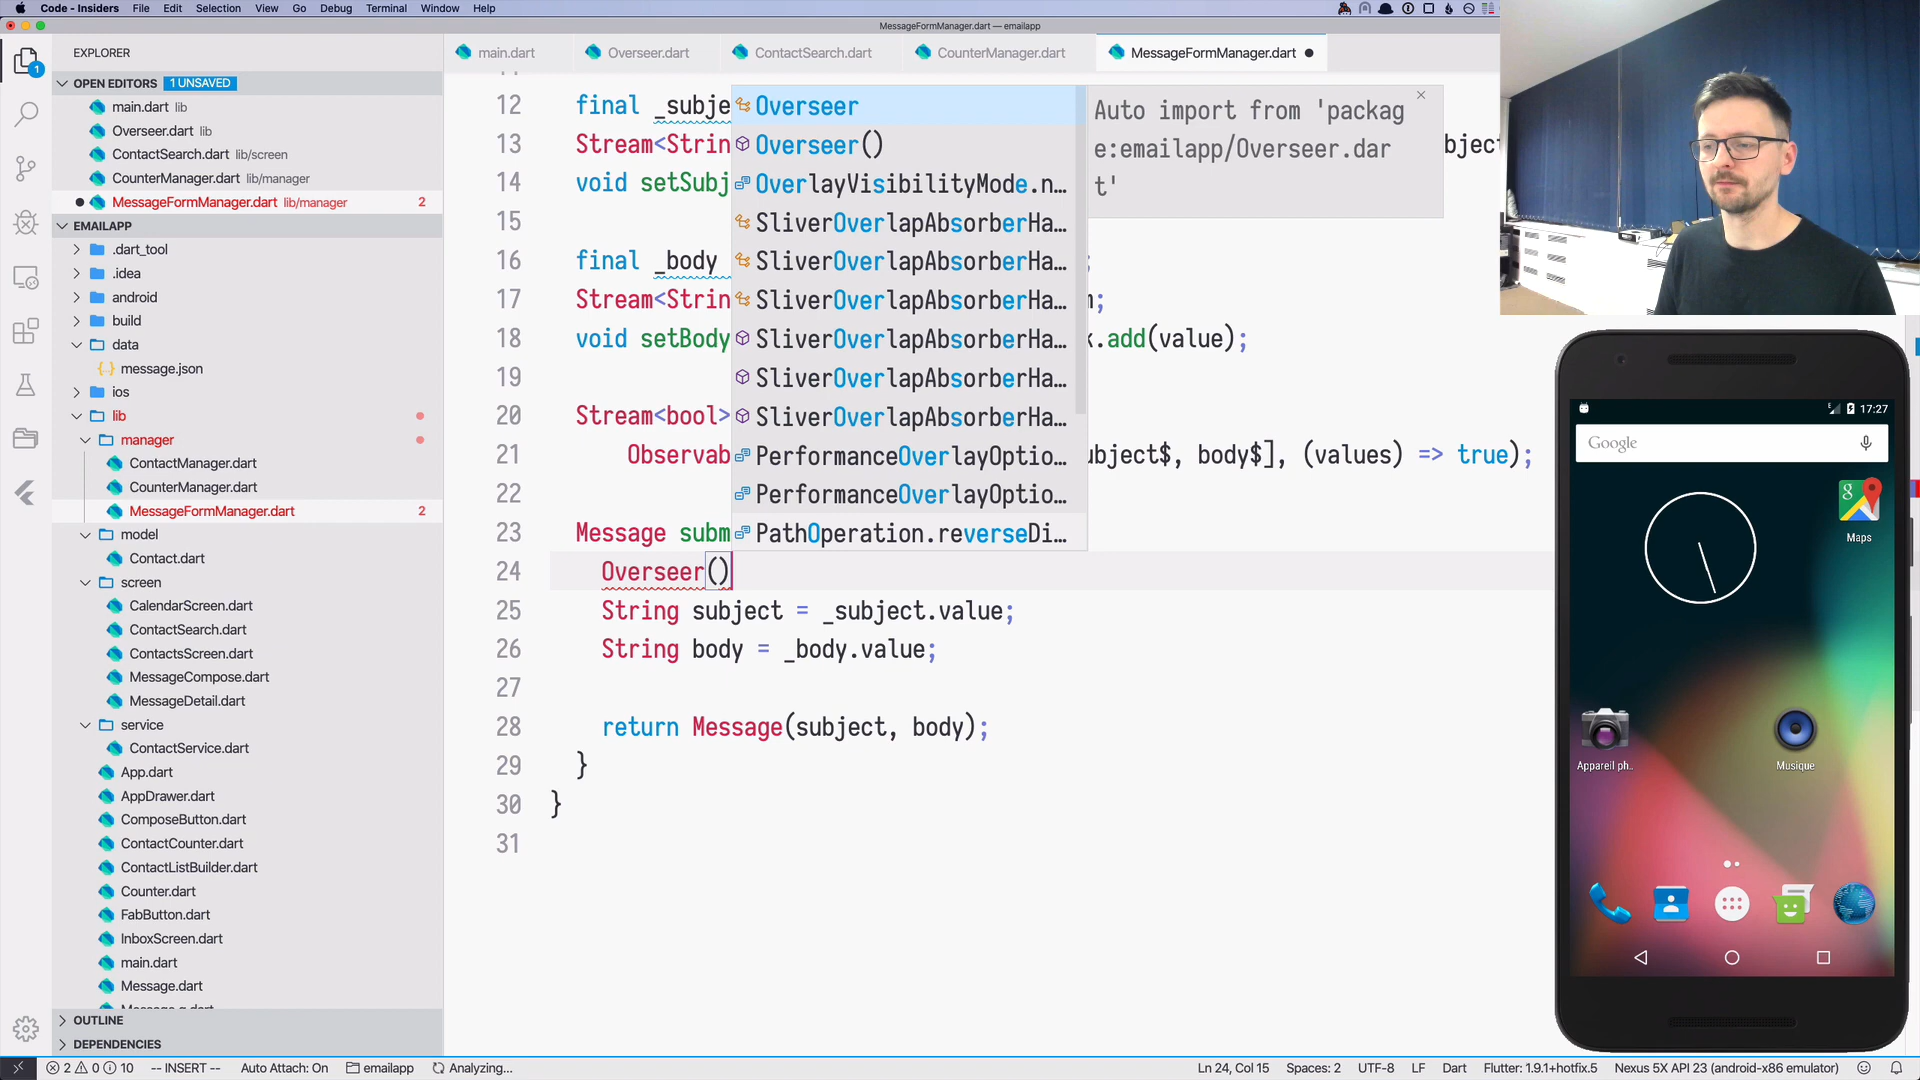 Code - Insiders File Edit Selection View Go Debug Terminal Window Help
MessageFormManager.dart — emailapp
EXPLORER
main.dart Overseer.dart ContactSearch.dart CounterManager.dart MessageFormManager.dart
OPEN EDITORS 1 UNSAVED
main.dart lib
Overseer.dart lib
ContactSearch.dart lib/screen
CounterManager.dart lib/manager
MessageFormManager.dart lib/manager 2
EMAILAPP
.dart_tool
.idea
android
build
data
message.json
ios
lib
manager
ContactManager.dart
CounterManager.dart
MessageFormManager.dart 2
model
Contact.dart
screen
CalendarScreen.dart
ContactSearch.dart
ContactsScreen.dart
MessageCompose.dart
MessageDetail.dart
service
ContactService.dart
App.dart
AppDrawer.dart
ComposeButton.dart
ContactCounter.dart
ContactListBuilder.dart
Counter.dart
FabButton.dart
InboxScreen.dart
main.dart
Message.dart
OUTLINE
DEPENDENCIES
1
12 final _subje
13 Stream<Strin bject
14 void setSubj
15
16 final _body
17 Stream<Strin ;
18 void setBody .add(value);
19
20 Stream<bool>
21 Observab ubject$, body$], (values) => true);
22
23 Message subm
24 Overseer()
25 String subject = _subject.value;
26 String body = _body.value;
27
28 return Message(subject, body);
29 }
30 }
31
Overseer
Overseer()
OverlayVisibilityMode.n...
SliverOverlapAbsorberHa...
SliverOverlapAbsorberHa...
SliverOverlapAbsorberHa...
SliverOverlapAbsorberHa...
SliverOverlapAbsorberHa...
SliverOverlapAbsorberHa...
PerformanceOverlayOptio...
PerformanceOverlayOptio...
PathOperation.reverseDi...
Auto import from 'packag
e:emailapp/Overseer.dar
t'
17:27
Google
Maps
Appareil ph..
Musique
2 0 10 -- INSERT -- Auto Attach: On emailapp Analyzing... Ln 24, Col 15 Spaces: 2 UTF-8 LF Dart Flutter: 1.9.1+hotfix.5 Nexus 5X API 23 (android-x86 emulator)